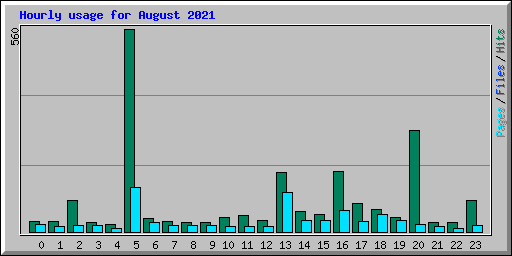 Hourly usage for August 2021
560
Pages/Files/Hits
0 1 2 3 4 5 6 7 8 9 10 11 12 13 14 15 16 17 18 19 20 21 22 23